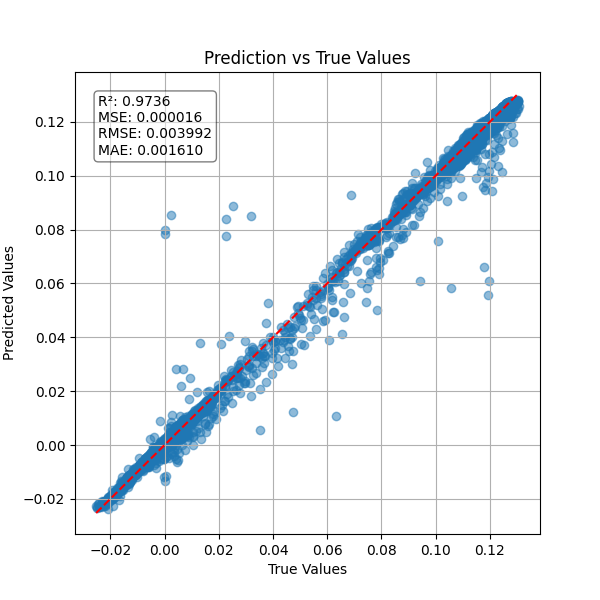 Prediction vs True Values
R²: 0.9736
MSE: 0.000016
RMSE: 0.003992
MAE: 0.001610
Predicted Values
0.12
0.10
0.08
0.06
0.04
0.02
0.00
−0.02
−0.02 0.00 0.02 0.04 0.06 0.08 0.10 0.12
True Values